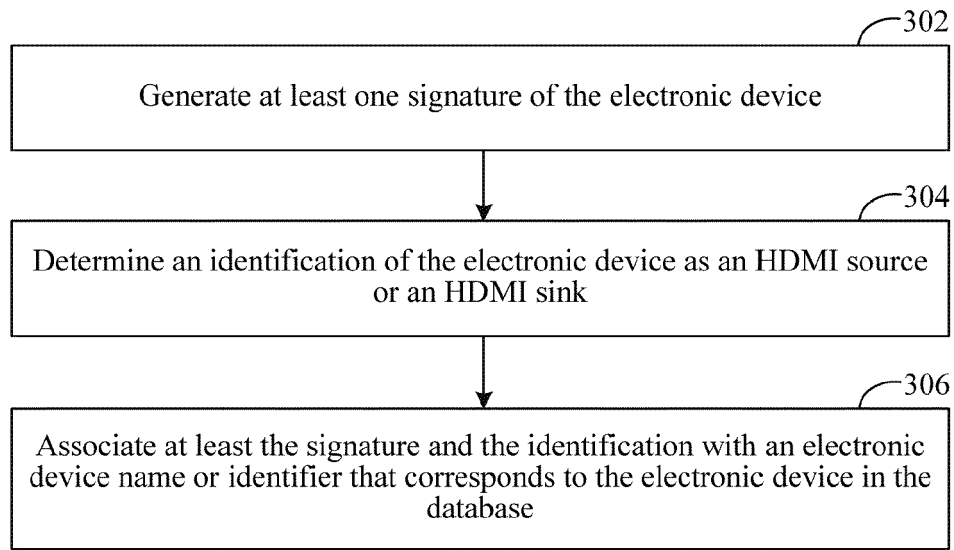 302
Generate at least one signature of the electronic device
304
Determine an identification of the electronic device as an HDMI source
or an HDMI sink
306
Associate at least the signature and the identification with an electronic
device name or identifier that corresponds to the electronic device in the
database